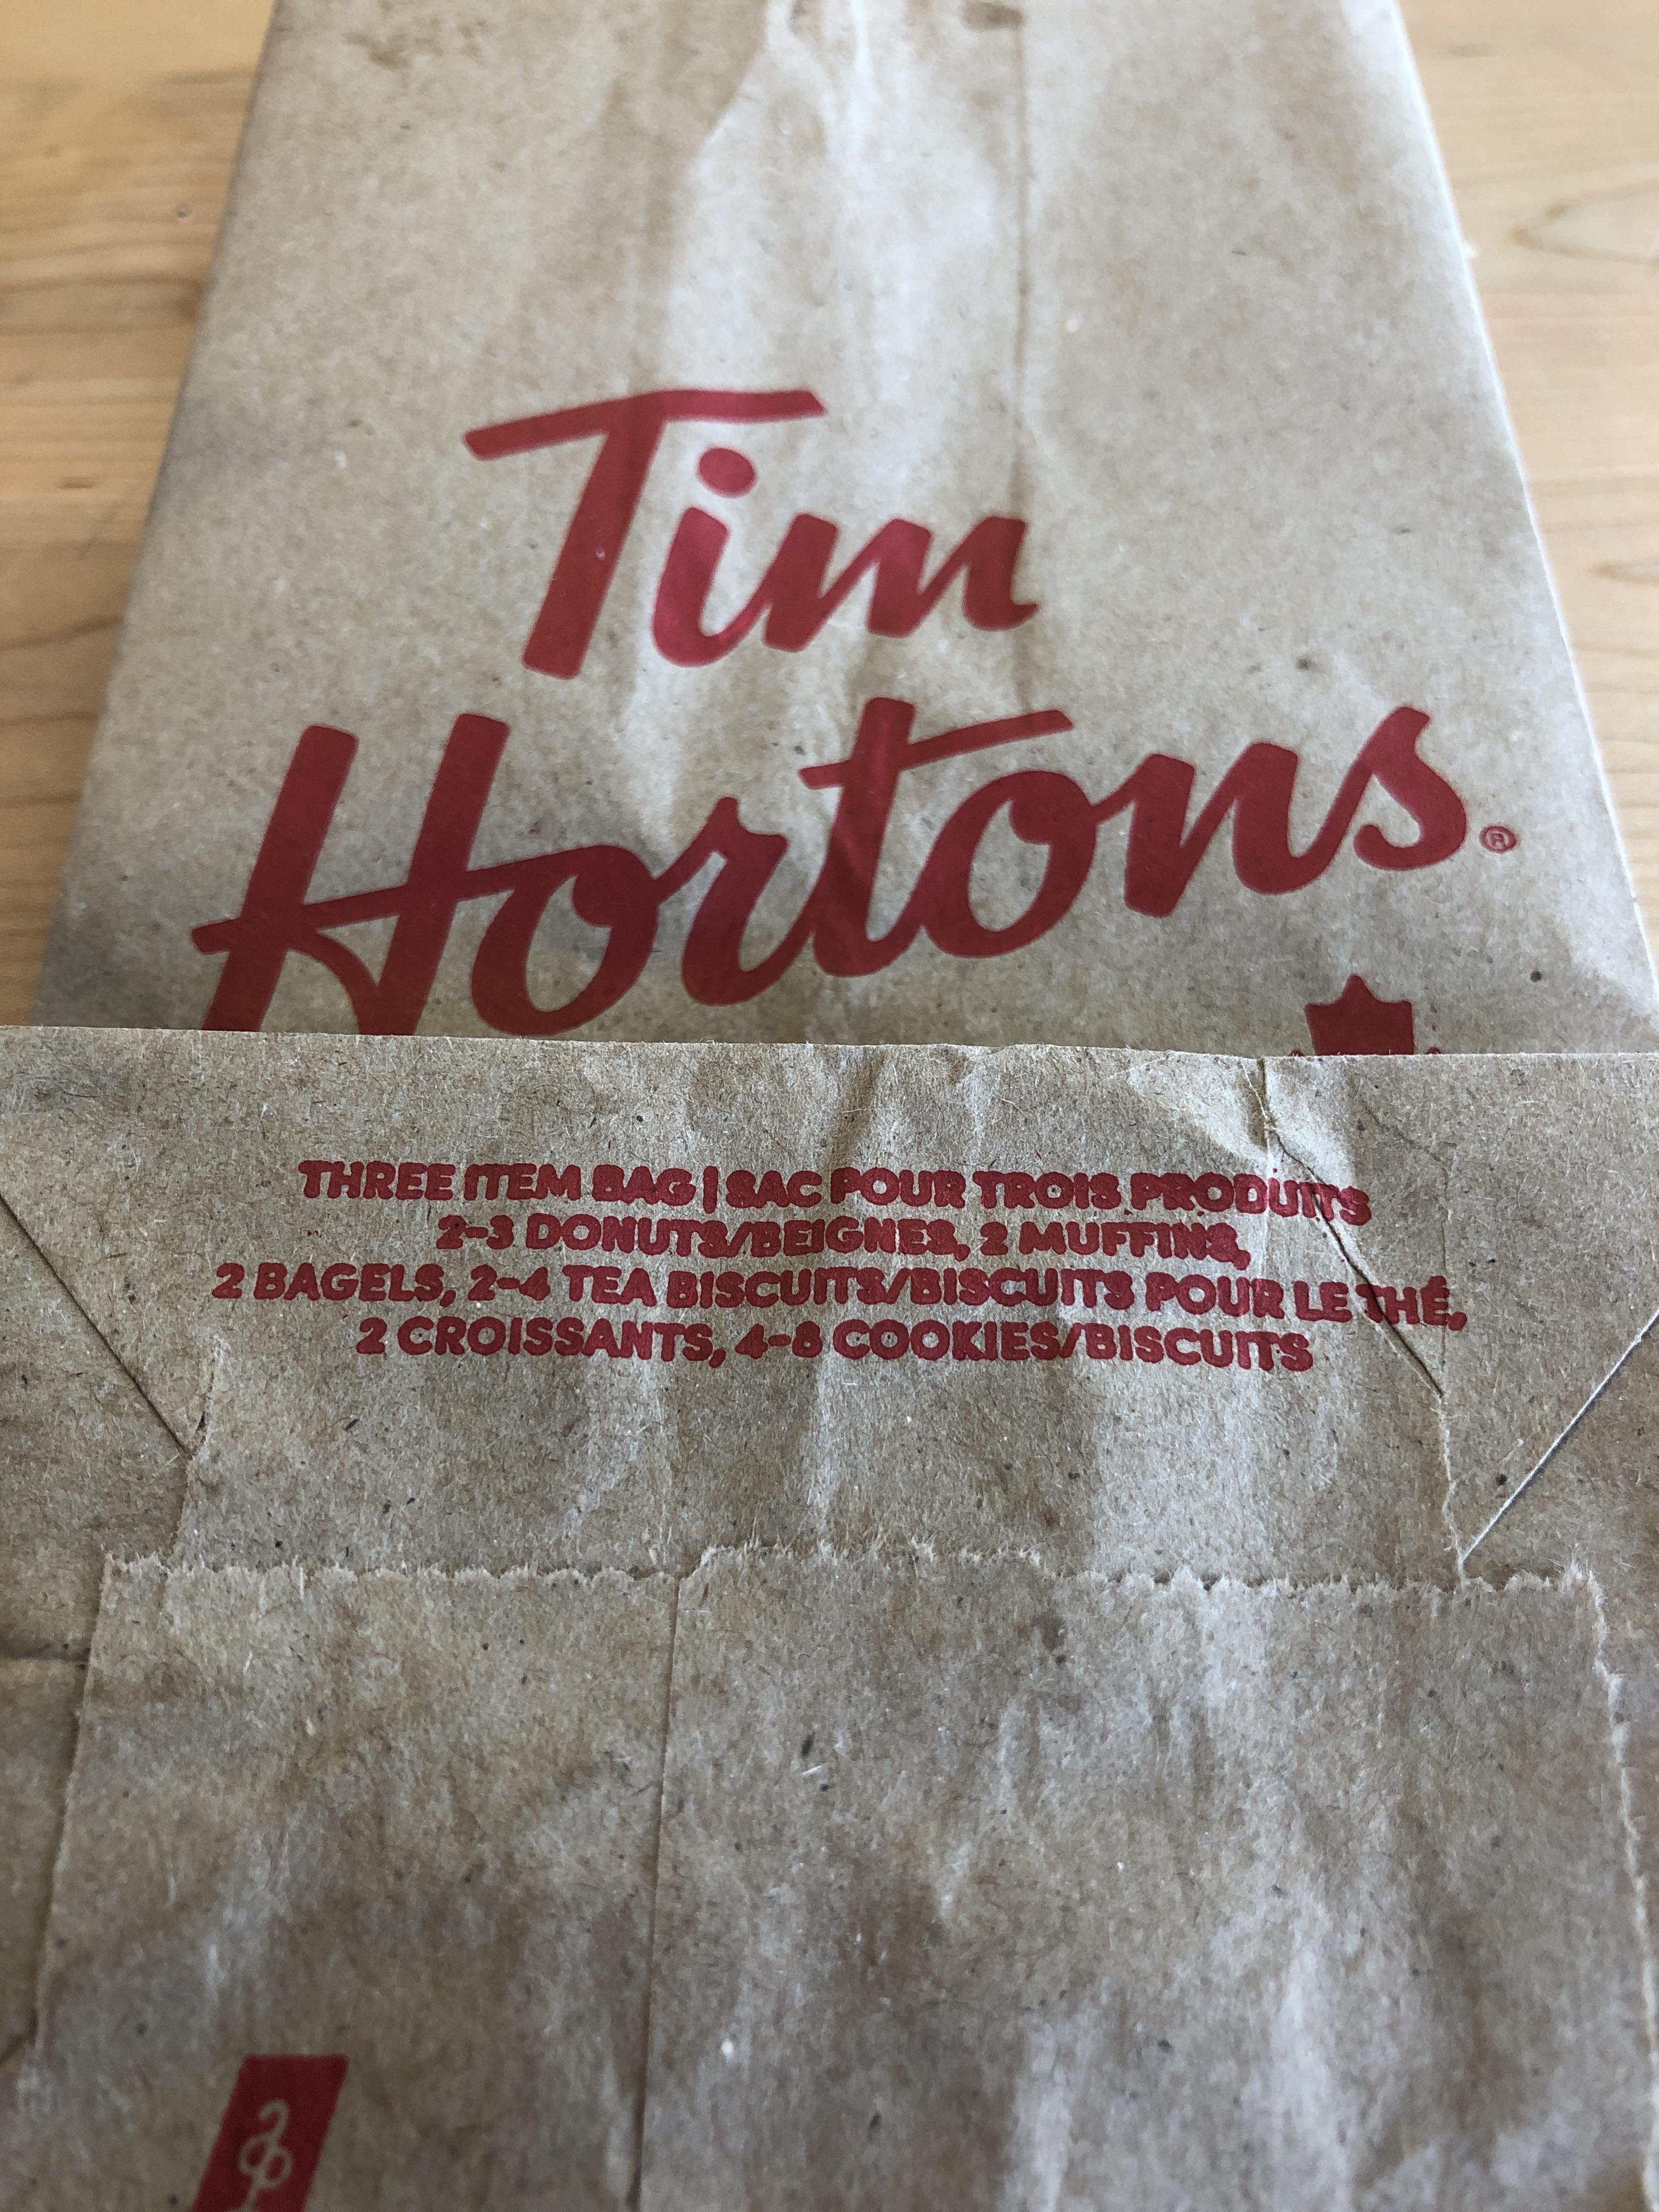 Tim
Hortons®
THREE ITEM BAG | SAC POUR TROIS PRODUITS
2-3 DONUTS/BEIGNES, 2 MUFFINS,
2 BAGELS, 2-4 TEA BISCUITS/BISCUITS POUR LE THÉ,
2 CROISSANTS, 4-8 COOKIES/BISCUITS